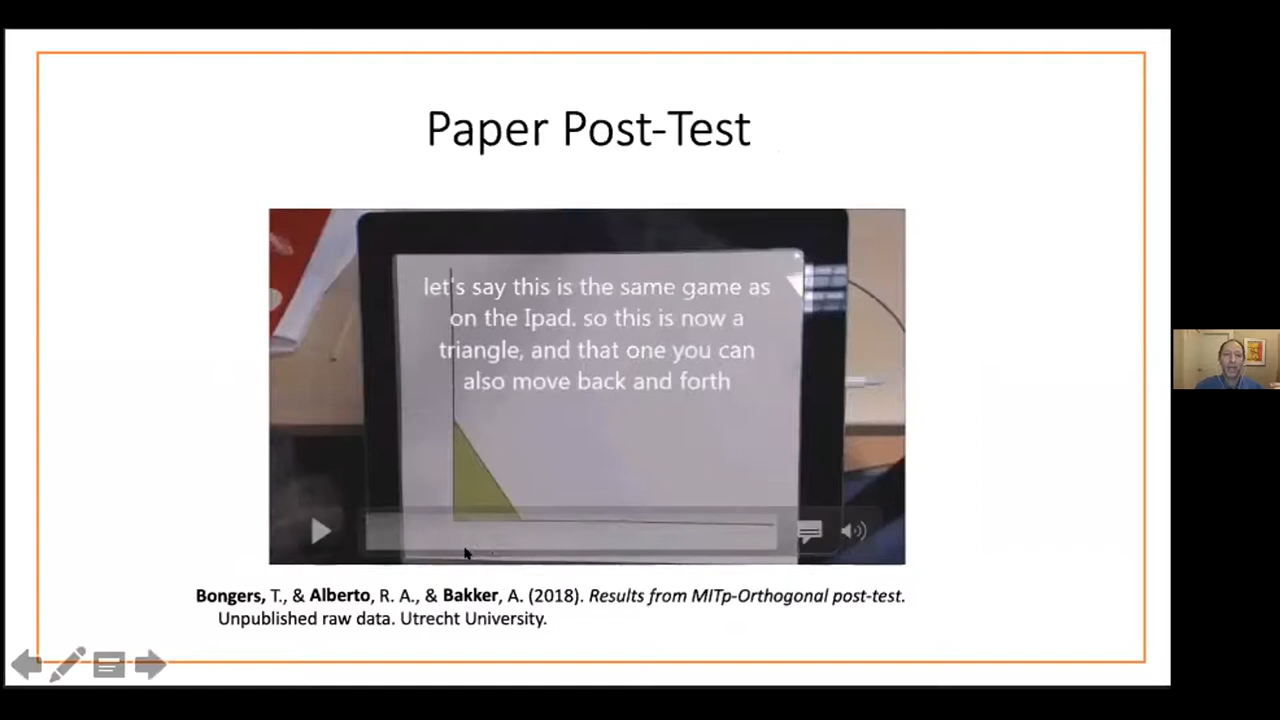 Paper Post-Test
let's say this is the same game as
on the Ipad. so this is now a
triangle, and that one you can
also move back and forth
Bongers, T., & Alberto, R. A., & Bakker, A. (2018). Results from MITp-Orthogonal post-test.
Unpublished raw data. Utrecht University.